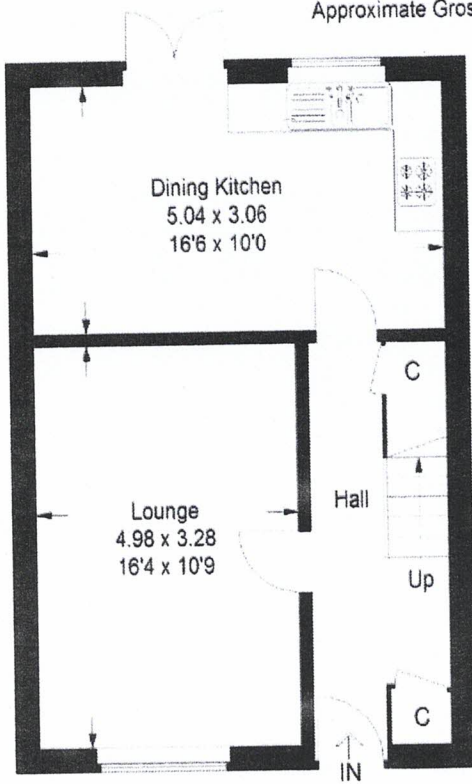 Approximate Gros
Dining Kitchen
5.04 x 3.06
16'6 x 10'0
C
Lounge
4.98 x 3.28
16'4 x 10'9
Hall
Up
C
IN